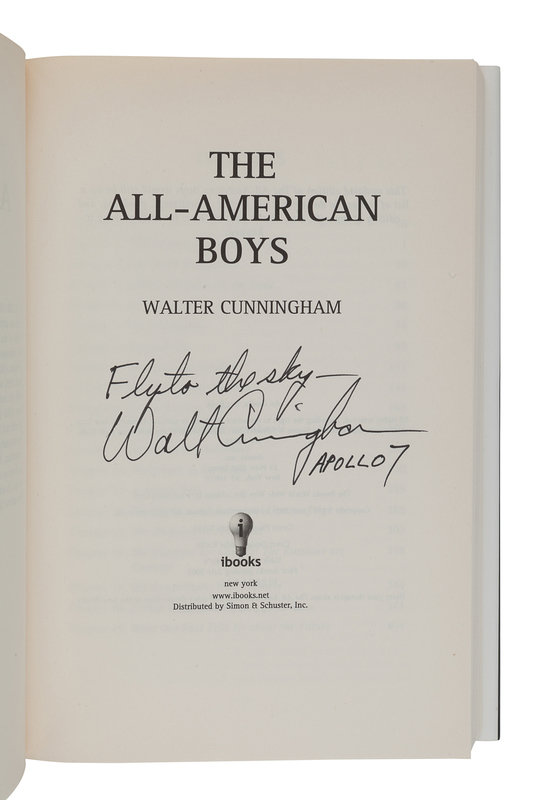 THE
ALL-AMERICAN
BOYS
WALTER CUNNINGHAM
Fly to the sky—
Walt Cunningham
APOLLO 7
i
ibooks
new york
www.ibooks.net
Distributed by Simon & Schuster, Inc.